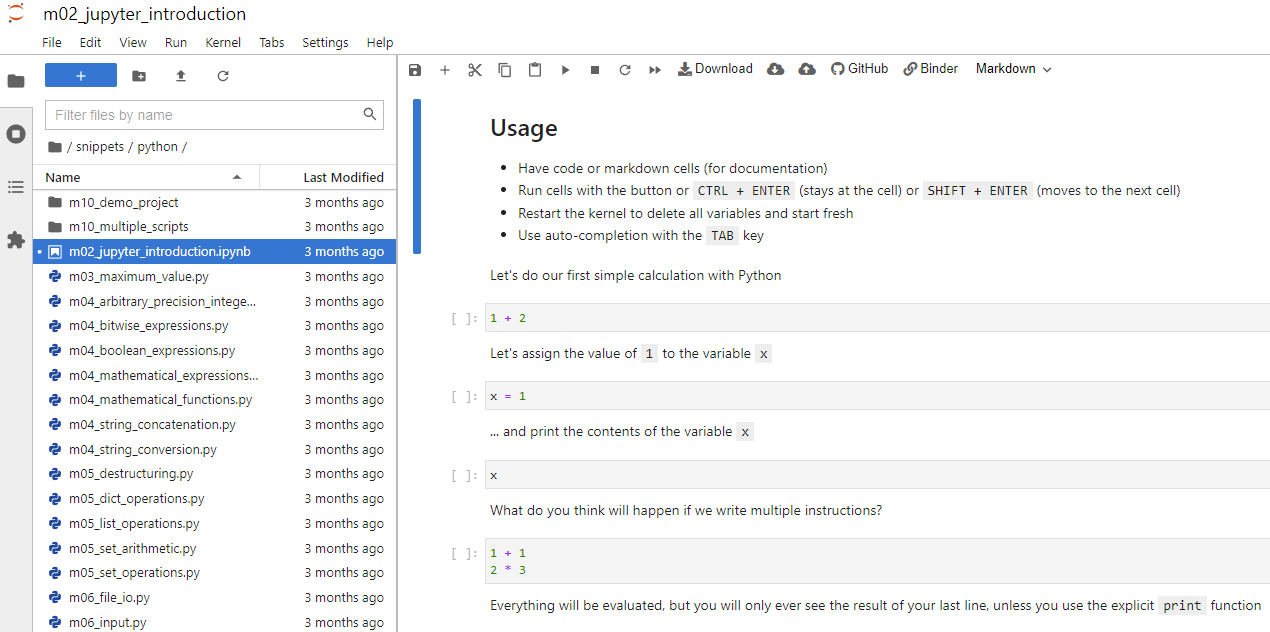 m02_jupyter_introduction
File Edit View Run Kernel Tabs Settings Help
+
Filter files by name
/ snippets / python /
Name Last Modified
m10_demo_project 3 months ago
m10_multiple_scripts 3 months ago
m02_jupyter_introduction.ipynb 3 months ago
m03_maximum_value.py 3 months ago
m04_arbitrary_precision_intege... 3 months ago
m04_bitwise_expressions.py 3 months ago
m04_boolean_expressions.py 3 months ago
m04_mathematical_expressions... 3 months ago
m04_mathematical_functions.py 3 months ago
m04_string_concatenation.py 3 months ago
m04_string_conversion.py 3 months ago
m05_destructuring.py 3 months ago
m05_dict_operations.py 3 months ago
m05_list_operations.py 3 months ago
m05_set_arithmetic.py 3 months ago
m05_set_operations.py 3 months ago
m06_file_io.py 3 months ago
m06_input.py 3 months ago
Download GitHub Binder Markdown
Usage
• Have code or markdown cells (for documentation)
• Run cells with the button or CTRL + ENTER (stays at the cell) or SHIFT + ENTER (moves to the next cell)
• Restart the kernel to delete all variables and start fresh
• Use auto-completion with the TAB key
Let's do our first simple calculation with Python
[ ]: 1 + 2
Let's assign the value of 1 to the variable x
[ ]: x = 1
... and print the contents of the variable x
[ ]: x
What do you think will happen if we write multiple instructions?
[ ]: 1 + 1
2 * 3
Everything will be evaluated, but you will only ever see the result of your last line, unless you use the explicit print function